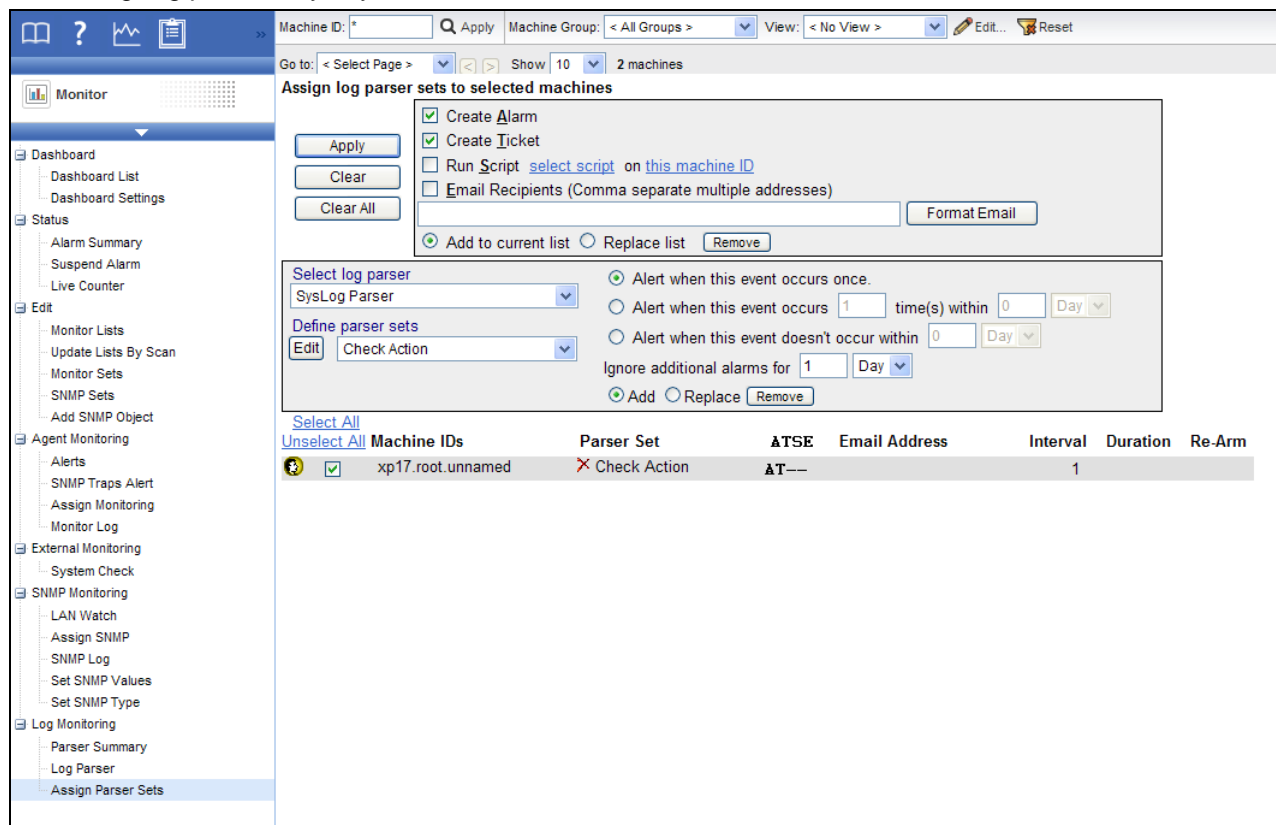 Machine ID: * Apply Machine Group: < All Groups > View: < No View > Edit... Reset
? »
Go to: < Select Page > < > Show 10 2 machines
Monitor
Assign log parser sets to selected machines
Create Alarm
Create Ticket
Run Script select script on this machine ID
Email Recipients (Comma separate multiple addresses)
Format Email
Add to current list Replace list Remove
Apply
Clear
Clear All
Select log parser
SysLog Parser
Define parser sets
Edit Check Action
Alert when this event occurs once.
Alert when this event occurs 1 time(s) within 0 Day
Alert when this event doesn't occur within 0 Day
Ignore additional alarms for 1 Day
Add Replace Remove
Select All
Unselect All Machine IDs Parser Set ATSE Email Address Interval Duration Re-Arm
xp17.root.unnamed Check Action AT-- 1
Dashboard
Dashboard List
Dashboard Settings
Status
Alarm Summary
Suspend Alarm
Live Counter
Edit
Monitor Lists
Update Lists By Scan
Monitor Sets
SNMP Sets
Add SNMP Object
Agent Monitoring
Alerts
SNMP Traps Alert
Assign Monitoring
Monitor Log
External Monitoring
System Check
SNMP Monitoring
LAN Watch
Assign SNMP
SNMP Log
Set SNMP Values
Set SNMP Type
Log Monitoring
Parser Summary
Log Parser
Assign Parser Sets